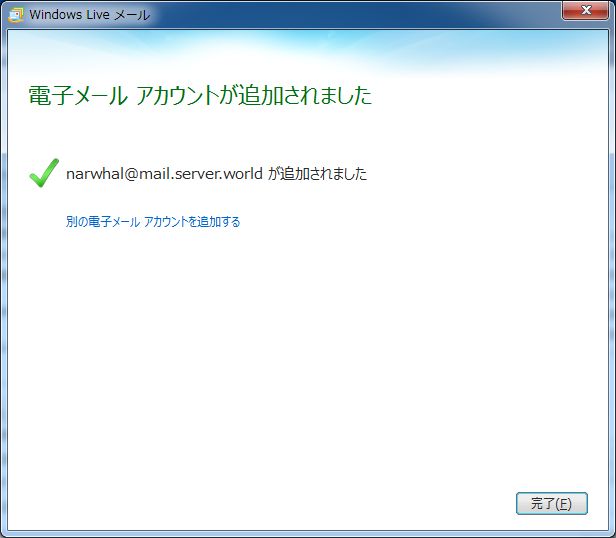 Windows Live メール
電子メール アカウントが追加されました
narwhal@mail.server.world が追加されました
別の電子メール アカウントを追加する
完了(F)